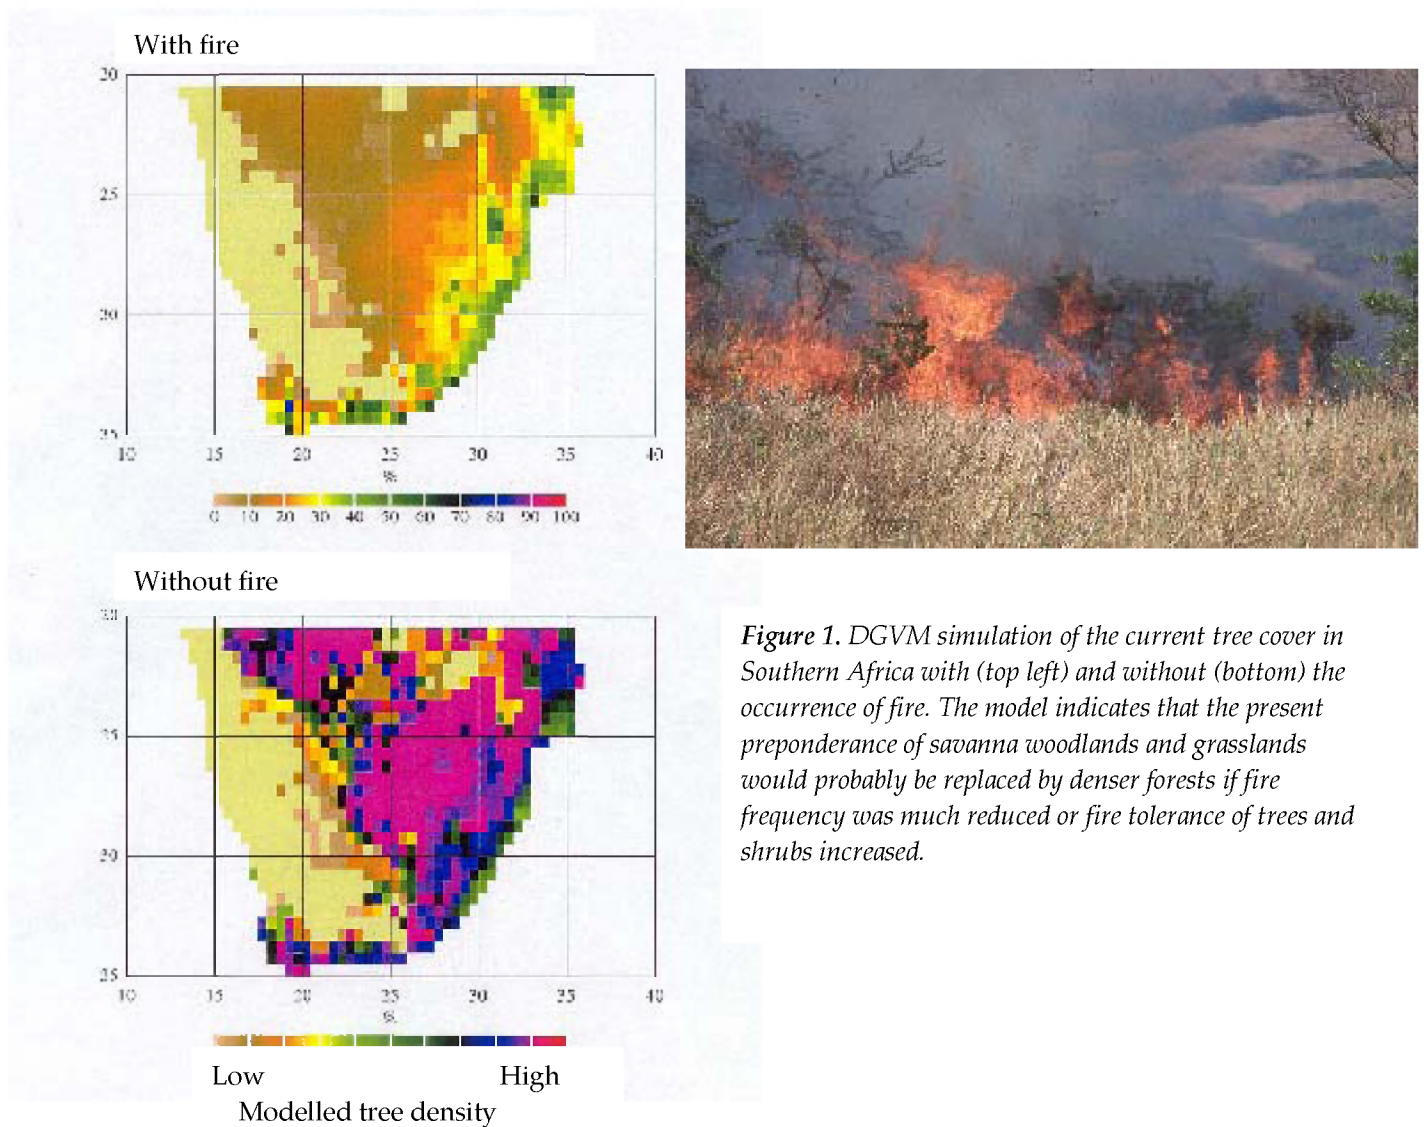 With fire
20
25
30
35
10 15 20 25 30 35 40
%
0 10 20 30 40 50 60 70 80 90 100
Without fire
20
25
30
35
10 15 20 25 30 35 40
%
Low High
Modelled tree density
Figure 1. DGVM simulation of the current tree cover in
Southern Africa with (top left) and without (bottom) the
occurrence of fire. The model indicates that the present
preponderance of savanna woodlands and grasslands
would probably be replaced by denser forests if fire
frequency was much reduced or fire tolerance of trees and
shrubs increased.